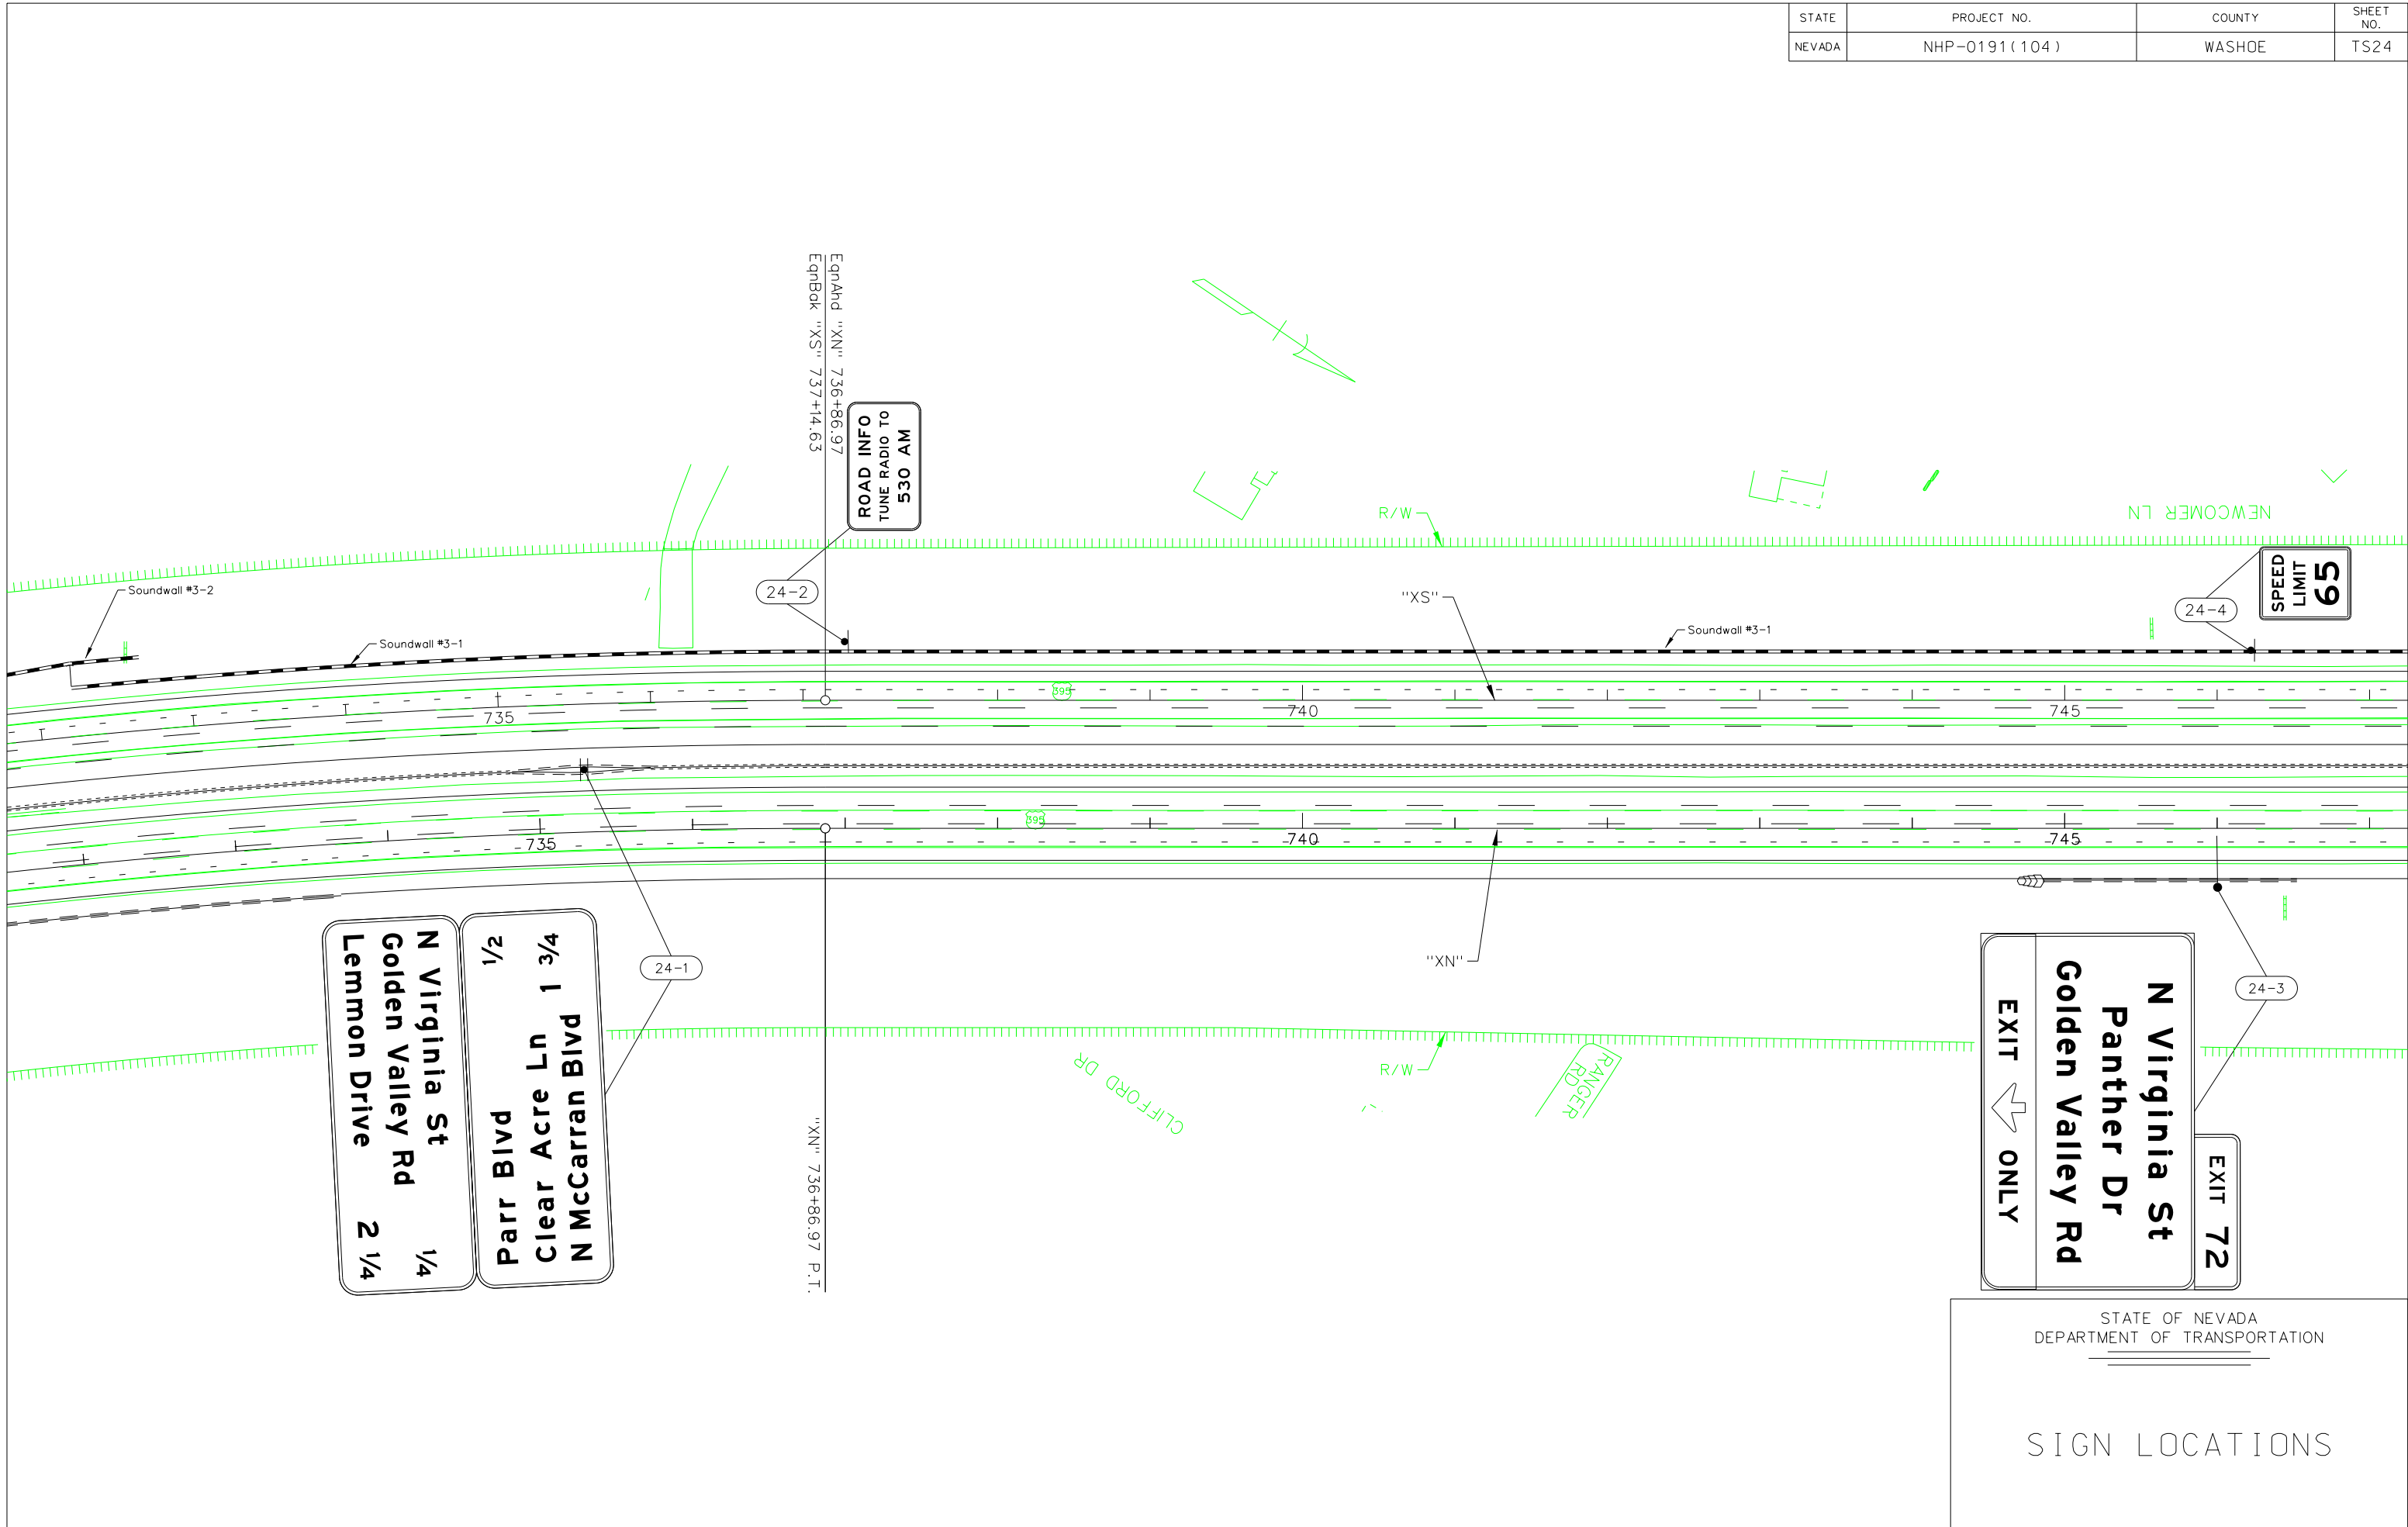 STATE PROJECT NO. COUNTY SHEET NO.
NEVADA NHP-0191(104) WASHOE TS24
EqnAhd "XN" 736+86.97
EqnBak "XS" 737+14.63
ROAD INFO
TUNE RADIO TO
530 AM
24-2
R/W
NEWCOMER LN
SPEED
LIMIT
65
24-4
"XS"
Soundwall #3-2
Soundwall #3-1
Soundwall #3-1
395
735
740
745
395
735
740
745
24-1
"XN"
24-3
N Virginia St 1/4
Golden Valley Rd
Lemmon Drive 2 1/4
Parr Blvd 1/2
Clear Acre Ln 1 3/4
N McCarran Blvd
R/W
CLIFFORD DR
RANGER
RD
"XN" 736+86.97 P.T.
EXIT 72
N Virginia St
Panther Dr
Golden Valley Rd
EXIT ONLY
STATE OF NEVADA
DEPARTMENT OF TRANSPORTATION
SIGN LOCATIONS